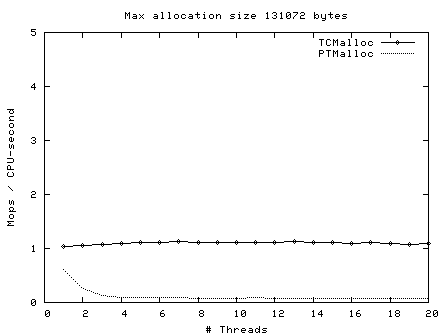 Max allocation size 131072 bytes
5
TCMalloc
PTMalloc
4
3
2
1
0
Mops / CPU-second
0 2 4 6 8 10 12 14 16 18 20
# Threads